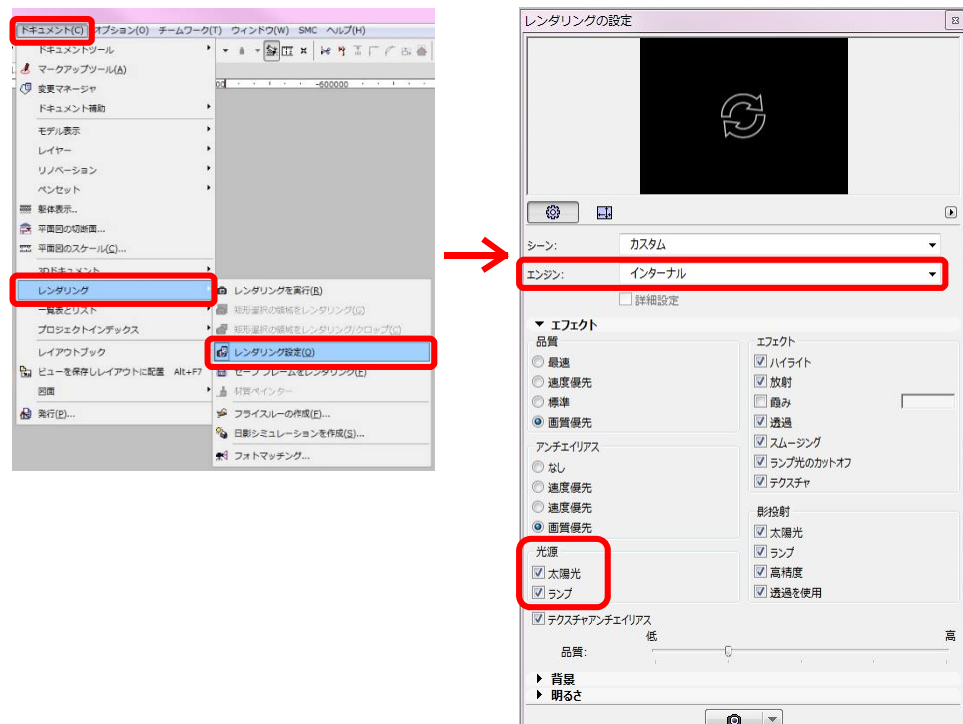 ドキュメント(C) オプション(O) チームワーク(T) ウィンドウ(W) SMC ヘルプ(H)
ドキュメントツール
マークアップツール(A)
変更マネージャ
ドキュメント補助
モデル表示
レイヤー
リノベーション
ペンセット
躯体表示...
平面図の切断面...
平面図のスケール(C)...
3Dドキュメント
レンダリング
一覧表とリスト
プロジェクトインデックス
レイアウトブック
ビューを保存しレイアウトに配置 Alt+F7
図面
発行(P)...
-600000
レンダリングを実行(R)
矩形選択の領域をレンダリング(G)
矩形選択の領域をレンダリング/クロップ(C)
レンダリング設定(O)
セーブ フレームをレンダリング(F)
材質ペインター
フライスルーの作成(F)...
日影シミュレーションを作成(S)...
フォトマッチング...
レンダリングの設定
シーン: カスタム
エンジン: インターナル
詳細設定
エフェクト
品質
最速
速度優先
標準
画質優先
アンチエイリアス
なし
速度優先
速度優先
画質優先
光源
太陽光
ランプ
エフェクト
ハイライト
放射
霞み
透過
スムージング
ランプ光のカットオフ
テクスチャ
影投射
太陽光
ランプ
高精度
透過を使用
テクスチャアンチエイリアス
低 高
品質:
背景
明るさ